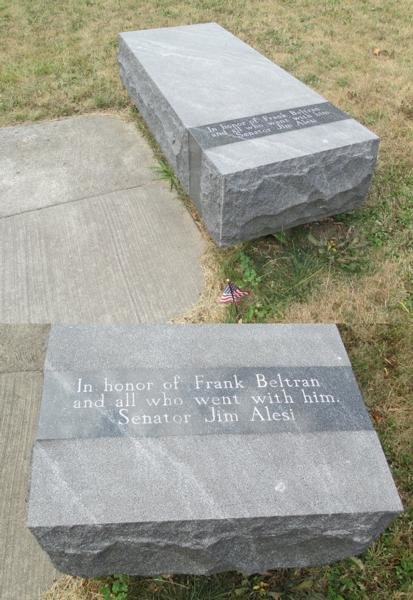 In honor of Frank Beltran
and all who went with him.
Senator Jim Alesi
In honor of Frank Beltran
and all who went with him.
Senator Jim Alesi